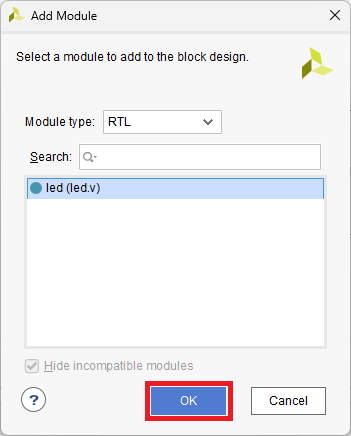 Add Module
Select a module to add to the block design.
Module type: RTL
Search:
led (led.v)
Hide incompatible modules
? OK Cancel